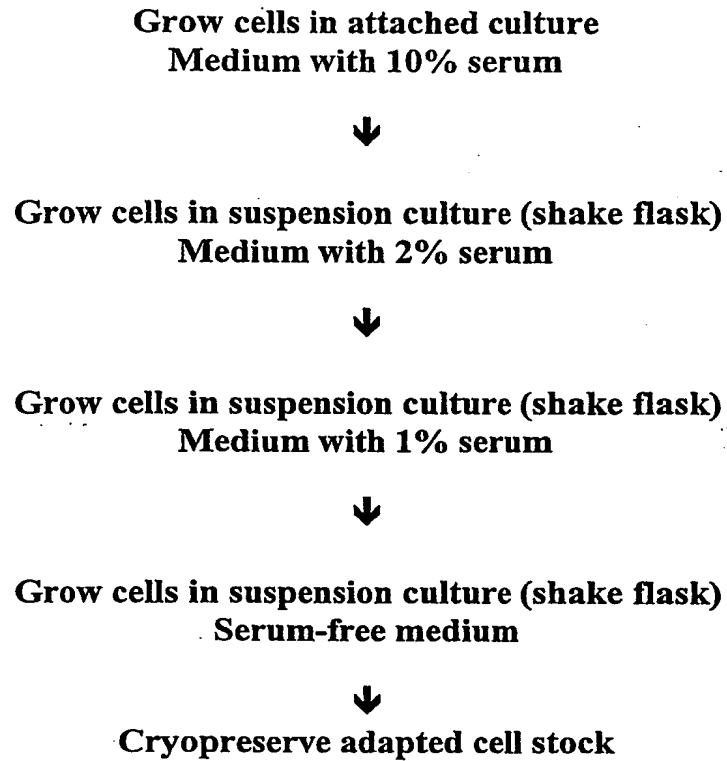 Grow cells in attached culture
Medium with 10% serum
Grow cells in suspension culture (shake flask)
Medium with 2% serum
Grow cells in suspension culture (shake flask)
Medium with 1% serum
Grow cells in suspension culture (shake flask)
Serum-free medium
Cryopreserve adapted cell stock